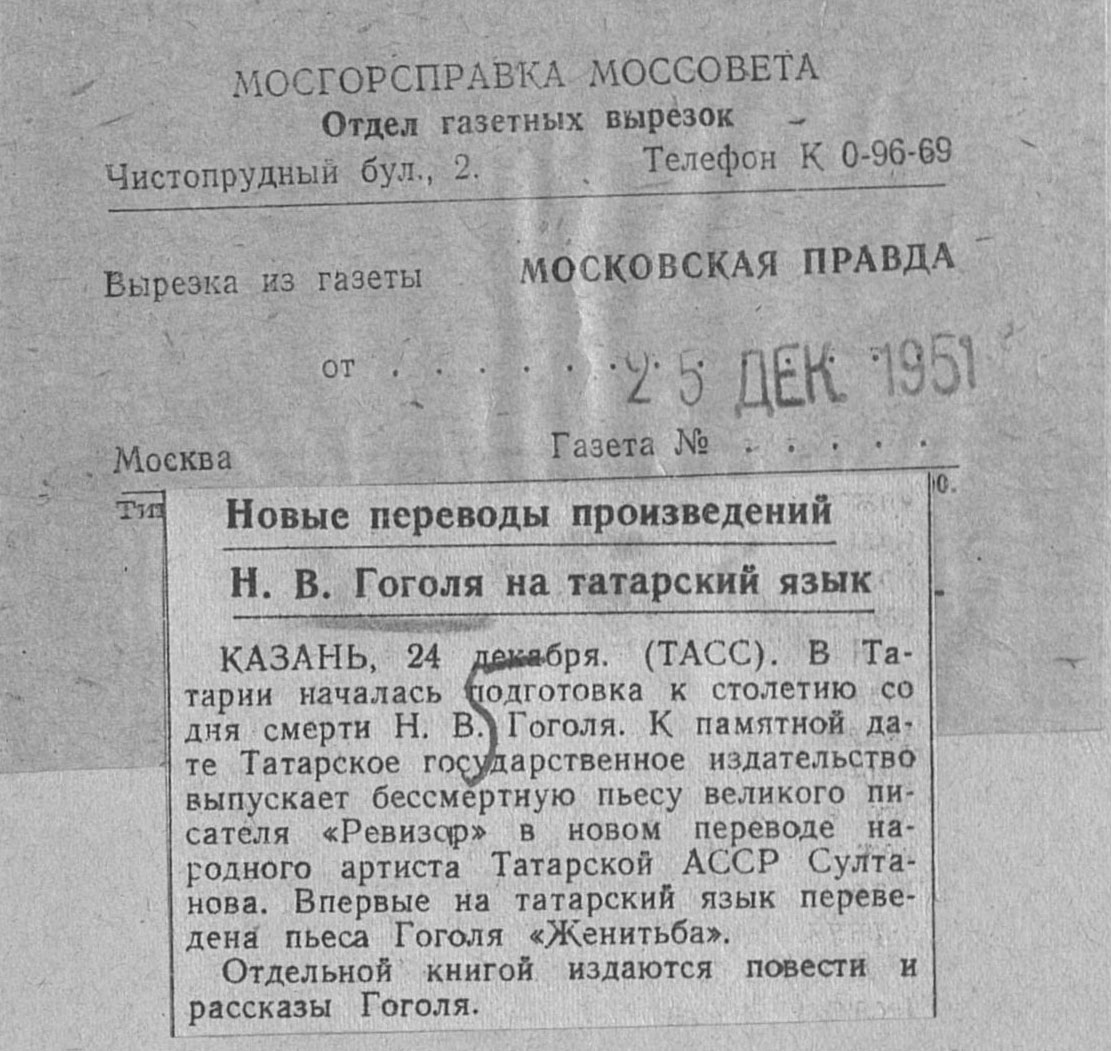 МОСГОРСПРАВКА МОССОВЕТА
Отдел газетных вырезок
Чистопрудный бул., 2. Телефон К 0-96-69
Вырезка из газеты МОСКОВСКАЯ ПРАВДА
от . . . . . . . 25 ДЕК. 1951
Москва Газета № . . . . .
Тип
Новые переводы произведений
Н. В. Гоголя на татарский язык
КАЗАНЬ, 24 декабря. (ТАСС). В Та-
тарии началась подготовка к столетию со
дня смерти Н. В. Гоголя. К памятной да-
те Татарское государственное издательство
выпускает бессмертную пьесу великого пи-
сателя «Ревизор» в новом переводе на-
родного артиста Татарской АССР Султа-
нова. Впервые на татарский язык переве-
дена пьеса Гоголя «Женитьба».
Отдельной книгой издаются повести и
рассказы Гоголя.